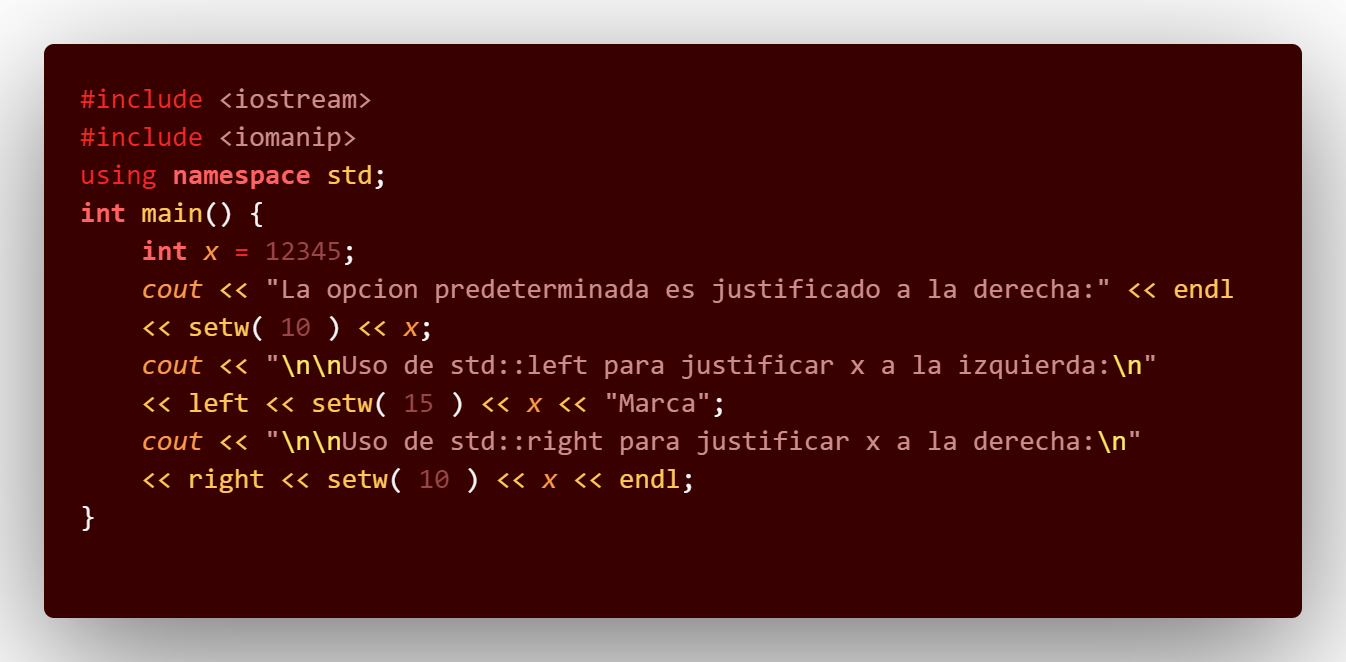 #include <iostream>
#include <iomanip>
using namespace std;
int main() {
    int x = 12345;
    cout << "La opcion predeterminada es justificado a la derecha:" << endl
    << setw( 10 ) << x;
    cout << "\n\nUso de std::left para justificar x a la izquierda:\n"
    << left << setw( 15 ) << x << "Marca";
    cout << "\n\nUso de std::right para justificar x a la derecha:\n"
    << right << setw( 10 ) << x << endl;
}